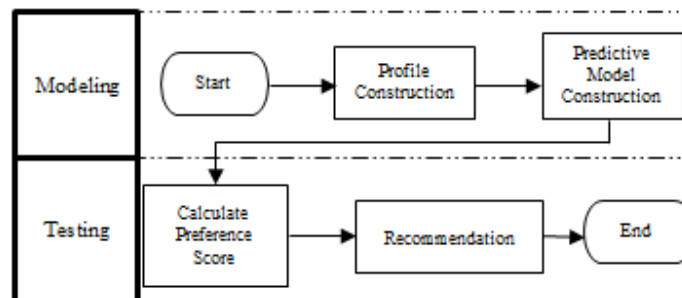 Modeling
Start
Profile
Construction
Predictive
Model
Construction
Testing
Calculate
Preference
Score
Recommendation
End